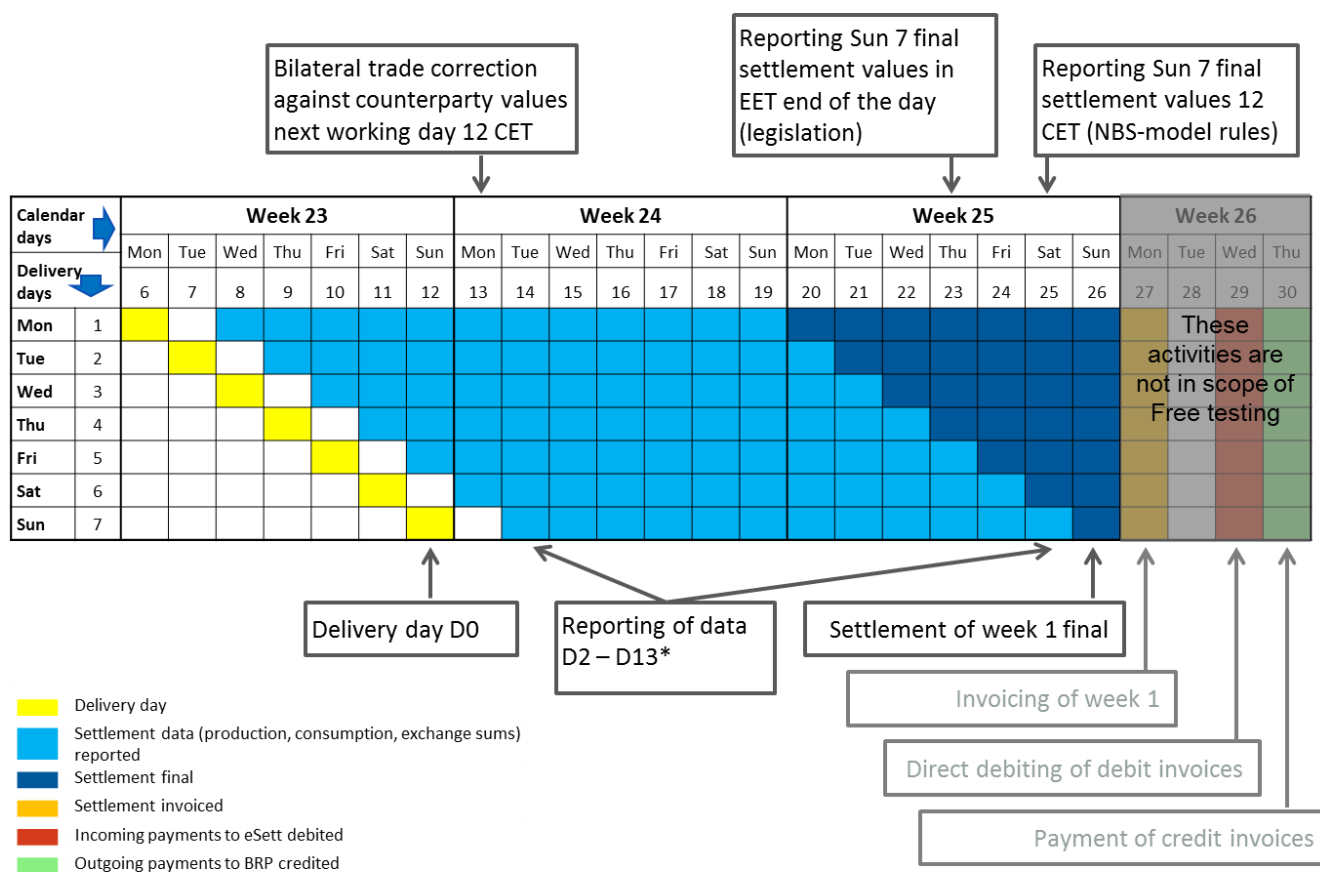 Bilateral trade correction
against counterparty values
next working day 12 CET
Reporting Sun 7 final
settlement values in
EET end of the day
(legislation)
Reporting Sun 7 final
settlement values 12
CET (NBS-model rules)
Calendar
days
Week 23
Week 24
Week 25
Week 26
Mon Tue Wed Thu Fri Sat Sun Mon Tue Wed Thu Fri Sat Sun Mon Tue Wed Thu Fri Sat Sun Mon Tue Wed Thu
Delivery
days
6 7 8 9 10 11 12 13 14 15 16 17 18 19 20 21 22 23 24 25 26 27 28 29 30
Mon 1
Tue 2
Wed 3
Thu 4
Fri 5
Sat 6
Sun 7
These
activities are
not in scope of
Free testing
Delivery day D0
Reporting of data
D2 – D13*
Settlement of week 1 final
Invoicing of week 1
Direct debiting of debit invoices
Payment of credit invoices
Delivery day
Settlement data (production, consumption, exchange sums)
reported
Settlement final
Settlement invoiced
Incoming payments to eSett debited
Outgoing payments to BRP credited